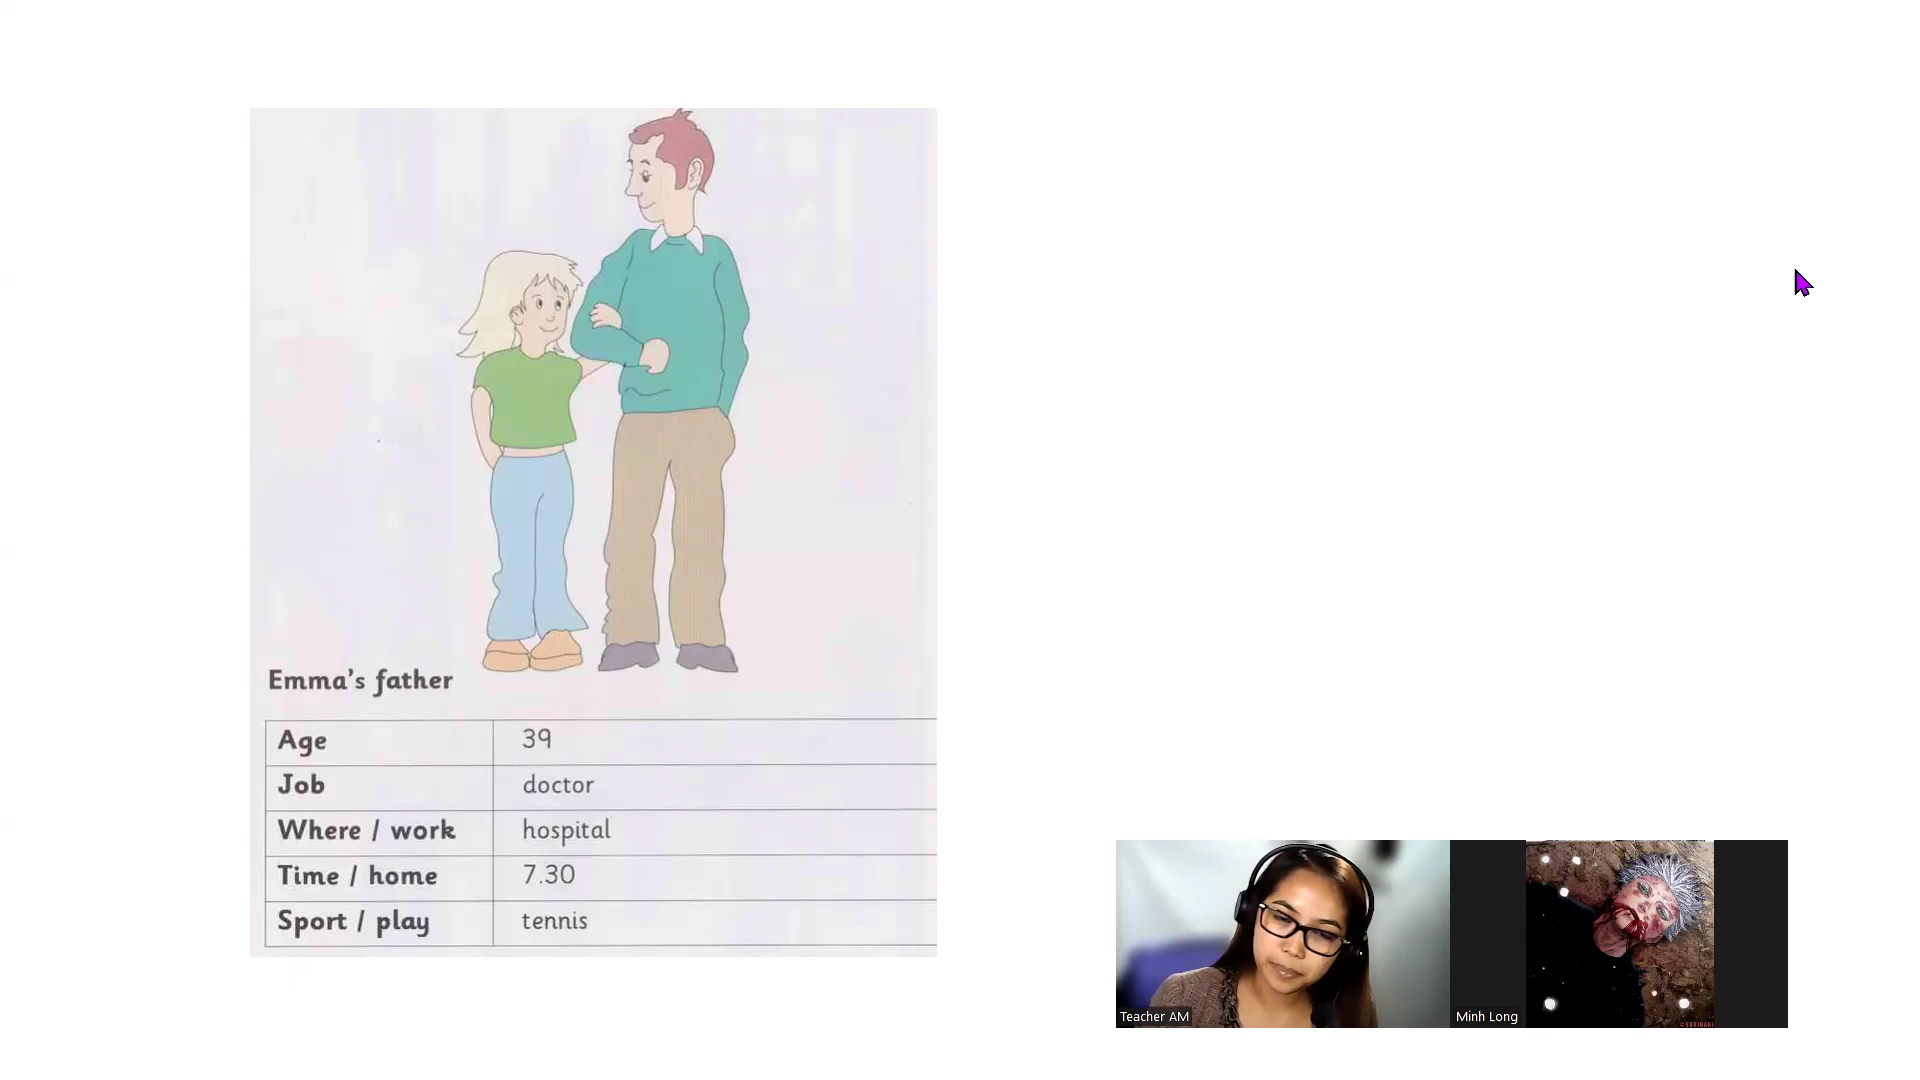 Emma's father
Age 39
Job doctor
Where / work hospital
Time / home 7.30
Sport / play tennis
Teacher AM
Minh Long